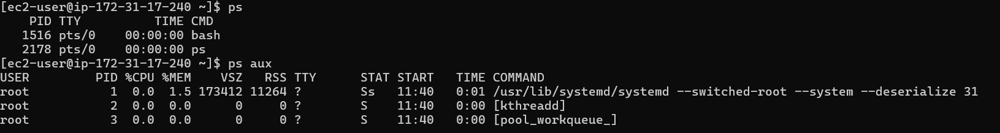 [ec2-user@ip-172-31-17-240 ~]$ ps
    PID TTY          TIME CMD
   1516 pts/0    00:00:00 bash
   2178 pts/0    00:00:00 ps
[ec2-user@ip-172-31-17-240 ~]$ ps aux
USER         PID %CPU %MEM    VSZ   RSS TTY      STAT START   TIME COMMAND
root           1  0.0  1.5 173412 11264 ?        Ss   11:40   0:01 /usr/lib/systemd/systemd --switched-root --system --deserialize 31
root           2  0.0  0.0      0     0 ?        S    11:40   0:00 [kthreadd]
root           3  0.0  0.0      0     0 ?        S    11:40   0:00 [pool_workqueue_]